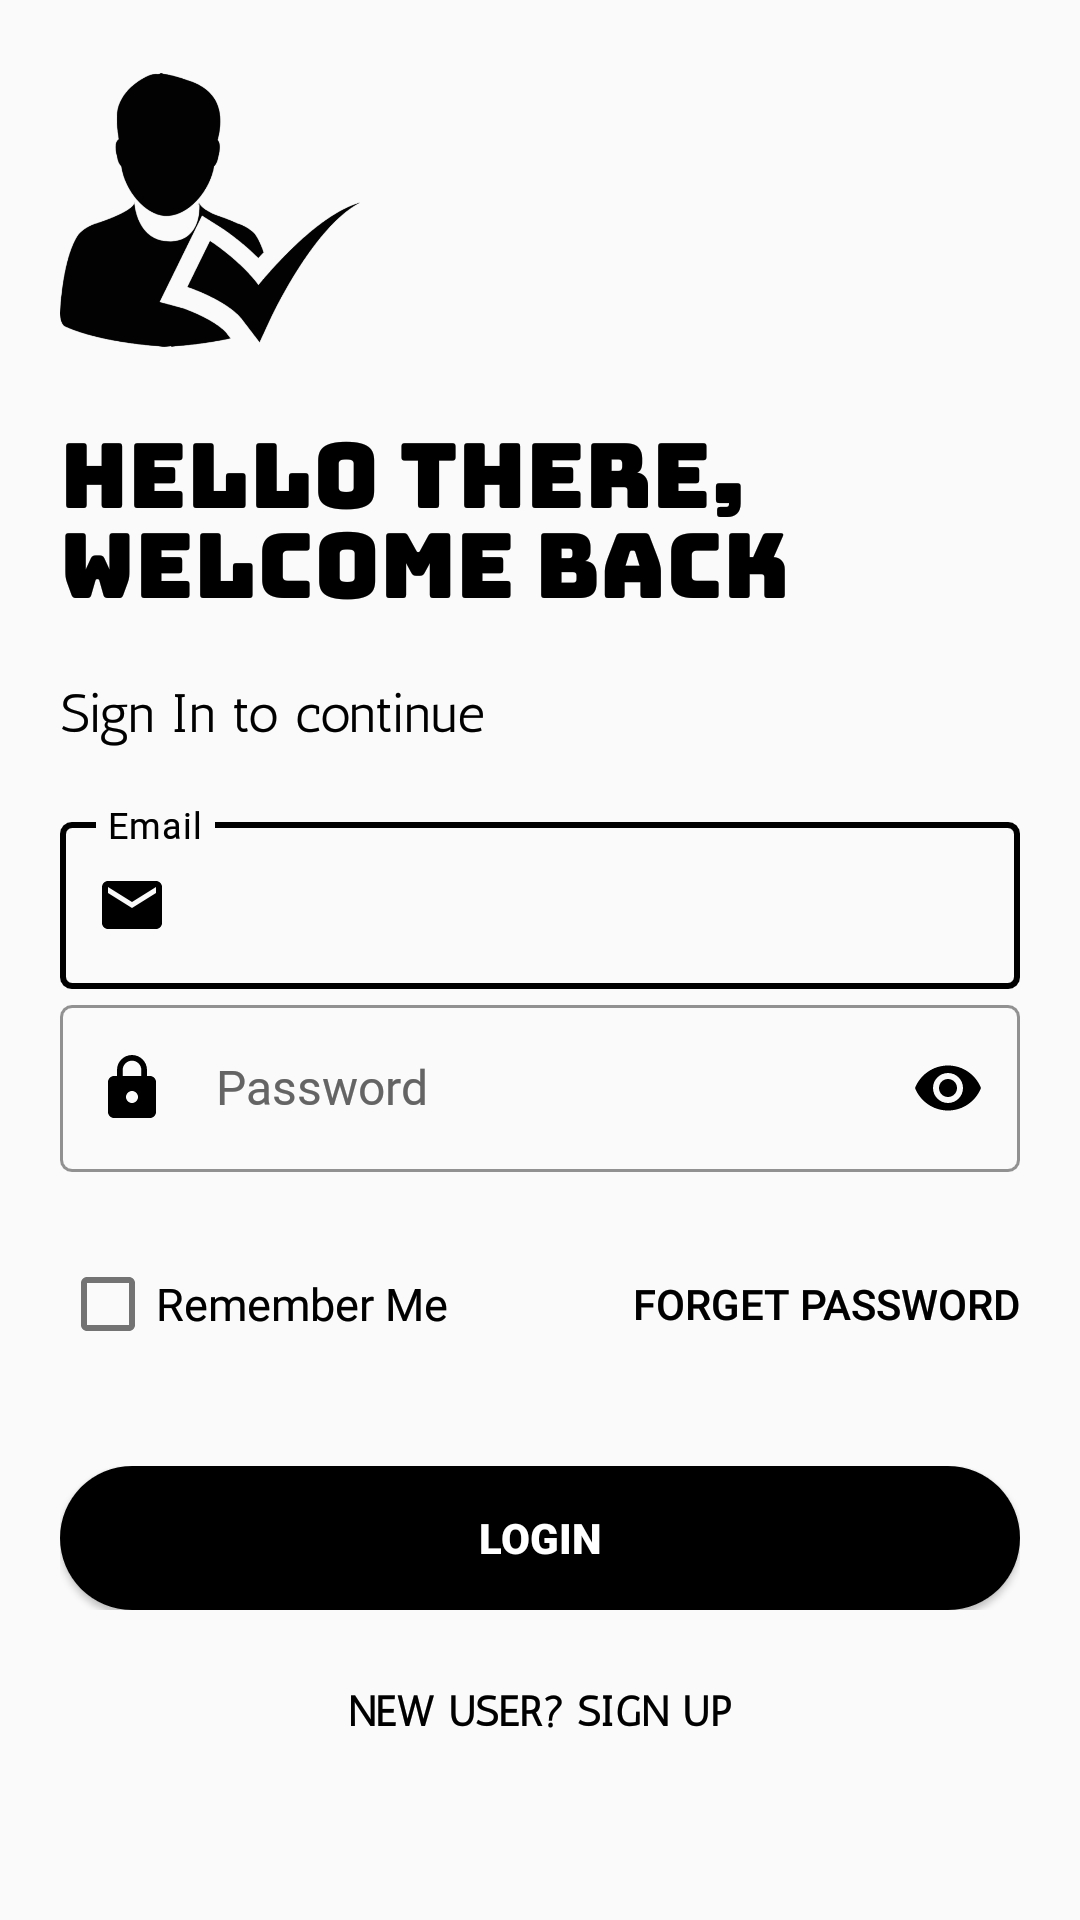 HELLO THERE,
WELCOME BACK
Sign In to continue
Email
Password
Remember Me FORGET PASSWORD
LOGIN
NEW USER? SIGN UP